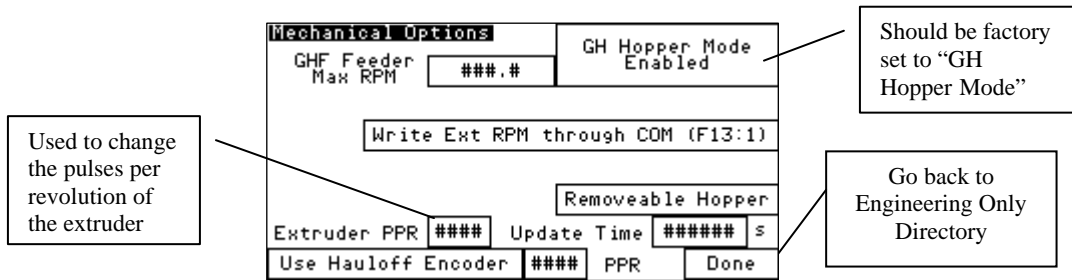 Mechanical Options
GHF Feeder
Max RPM
###.#
GH Hopper Mode
Enabled
Should be factory
set to “GH
Hopper Mode”
Write Ext RPM through COM (F13:1)
Used to change
the pulses per
revolution of
the extruder
Removeable Hopper
Extruder PPR #### Update Time ###### s
Use Hauloff Encoder #### PPR Done
Go back to
Engineering Only
Directory